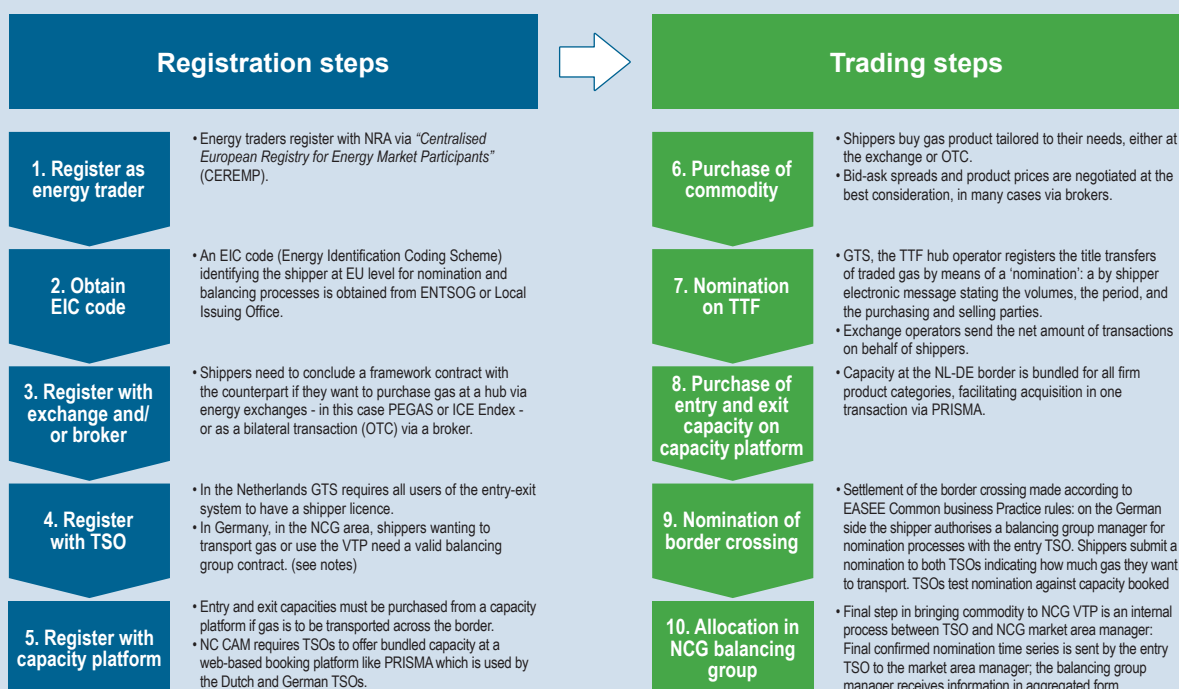 Registration steps
1. Register as
energy trader
• Energy traders register with NRA via “Centralised
European Registry for Energy Market Participants”
(CEREMP).
2. Obtain
EIC code
• An EIC code (Energy Identification Coding Scheme)
identifying the shipper at EU level for nomination and
balancing processes is obtained from ENTSOG or Local
Issuing Office.
3. Register with
exchange and/
or broker
• Shippers need to conclude a framework contract with
the counterpart if they want to purchase gas at a hub via
energy exchanges - in this case PEGAS or ICE Endex -
or as a bilateral transaction (OTC) via a broker.
4. Register
with TSO
• In the Netherlands GTS requires all users of the entry-exit
system to have a shipper licence.
• In Germany, in the NCG area, shippers wanting to
transport gas or use the VTP need a valid balancing
group contract. (see notes)
5. Register with
capacity platform
• Entry and exit capacities must be purchased from a capacity
platform if gas is to be transported across the border.
• NC CAM requires TSOs to offer bundled capacity at a
web-based booking platform like PRISMA which is used by
the Dutch and German TSOs.
Trading steps
6. Purchase of
commodity
• Shippers buy gas product tailored to their needs, either at
the exchange or OTC.
• Bid-ask spreads and product prices are negotiated at the
best consideration, in many cases via brokers.
7. Nomination
on TTF
• GTS, the TTF hub operator registers the title transfers
of traded gas by means of a ‘nomination’: a by shipper
electronic message stating the volumes, the period, and
the purchasing and selling parties.
• Exchange operators send the net amount of transactions
on behalf of shippers.
8. Purchase of
entry and exit
capacity on
capacity platform
• Capacity at the NL-DE border is bundled for all firm
product categories, facilitating acquisition in one
transaction via PRISMA.
9. Nomination of
border crossing
• Settlement of the border crossing made according to
EASEE Common business Practice rules: on the German
side the shipper authorises a balancing group manager for
nomination processes with the entry TSO. Shippers submit a
nomination to both TSOs indicating how much gas they want
to transport. TSOs test nomination against capacity booked
10. Allocation in
NCG balancing
group
• Final step in bringing commodity to NCG VTP is an internal
process between TSO and NCG market area manager:
Final confirmed nomination time series is sent by the entry
TSO to the market area manager; the balancing group
manager receives information in aggregated form